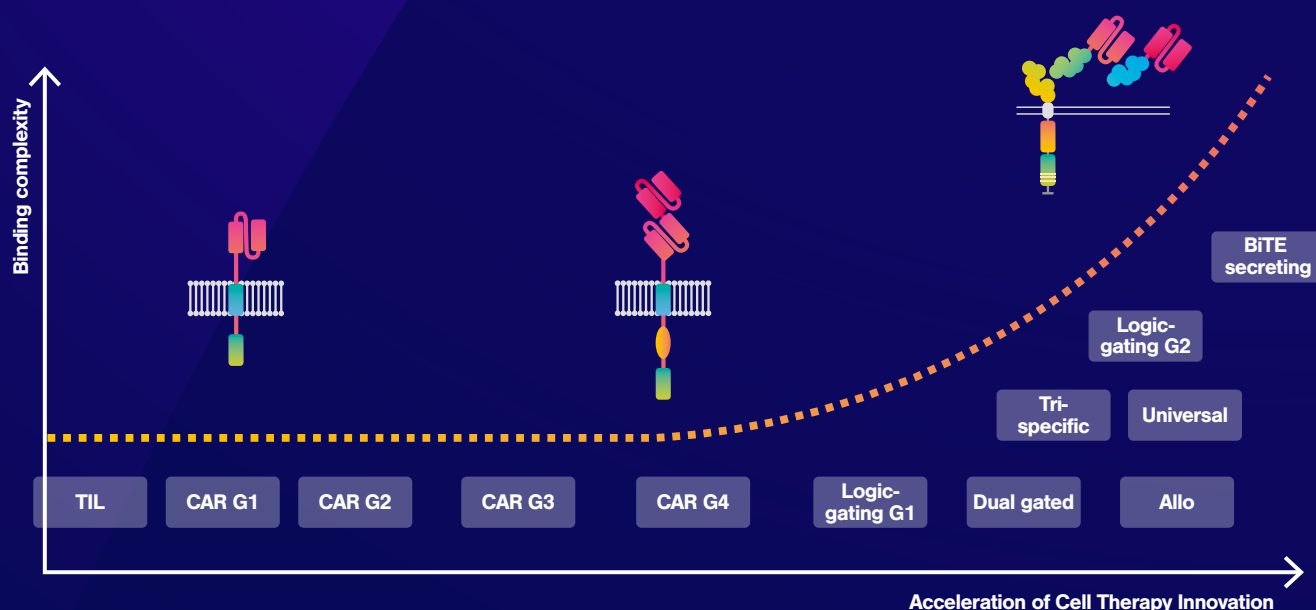 Binding complexity
BiTE
secreting
Logic-
gating G2
Tri-
specific
Universal
TIL
CAR G1
CAR G2
CAR G3
CAR G4
Logic-
gating G1
Dual gated
Allo
Acceleration of Cell Therapy Innovation